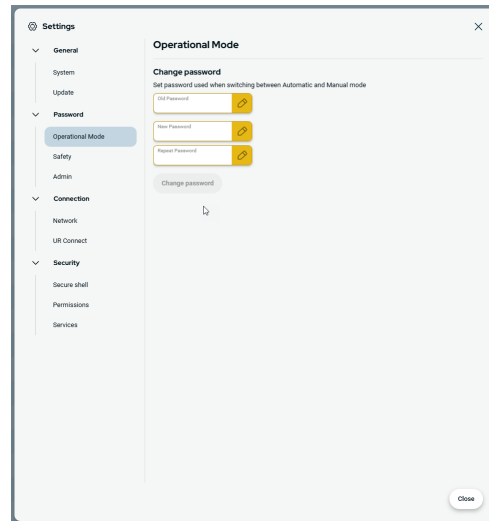 Settings
General
System
Update
Password
Operational Mode
Safety
Admin
Connection
Network
UR Connect
Security
Secure shell
Permissions
Services
Operational Mode
Change password
Set password used when switching between Automatic and Manual mode
Old Password
New Password
Repeat Password
Change password
Close